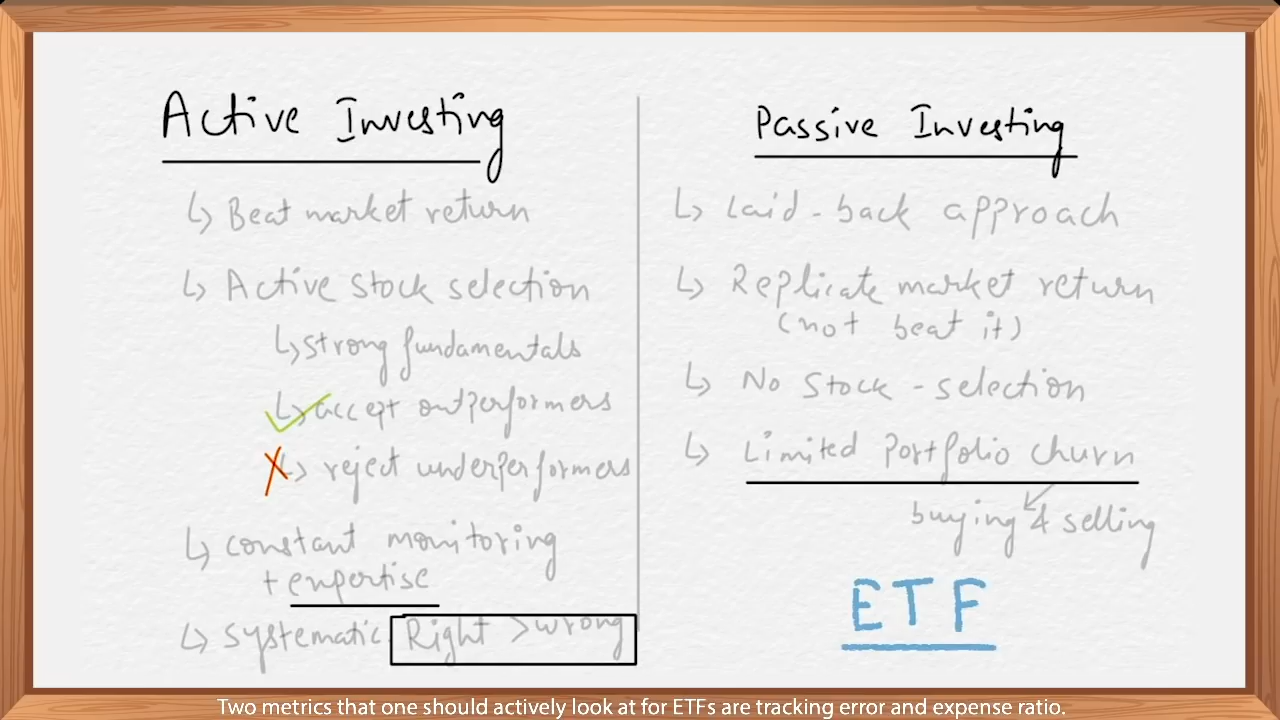 Active Investing
↳ Beat market return
↳ Active stock selection
↳ strong fundamentals
↳ accept outperformers
↳ reject underperformers
↳ constant monitoring
+ expertise
↳ systematic. Right > wrong
Passive Investing
↳ Laid-back approach
↳ Replicate market return
(not beat it)
↳ No Stock-selection
↳ Limited Portfolio churn
buying & selling
ETF
Two metrics that one should actively look at for ETFs are tracking error and expense ratio.